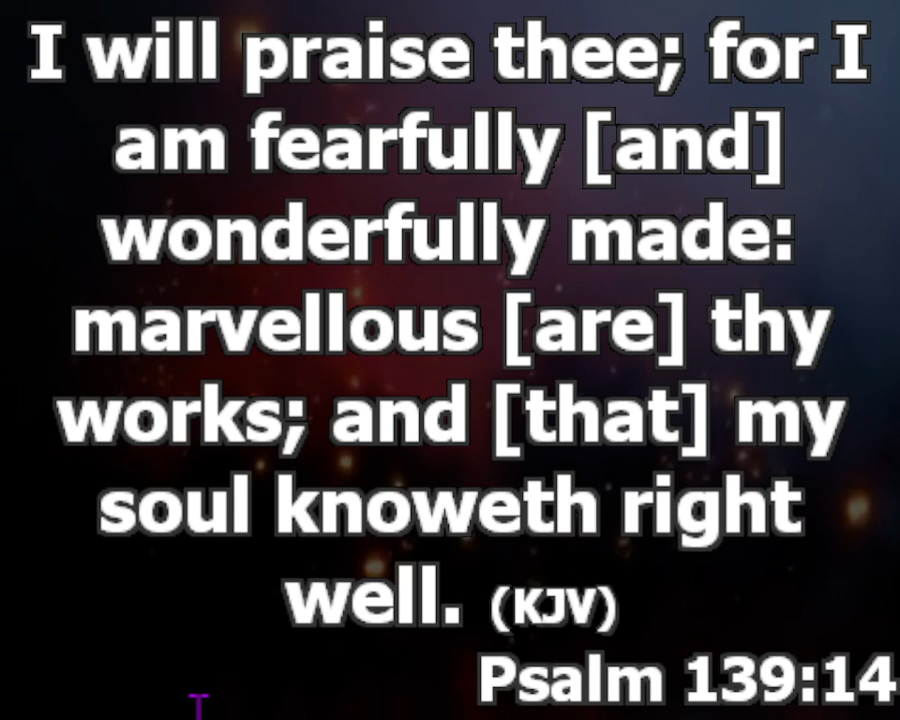 I will praise thee; for I
am fearfully [and]
wonderfully made:
marvellous [are] thy
works; and [that] my
soul knoweth right
well. (KJV)
Psalm 139:14